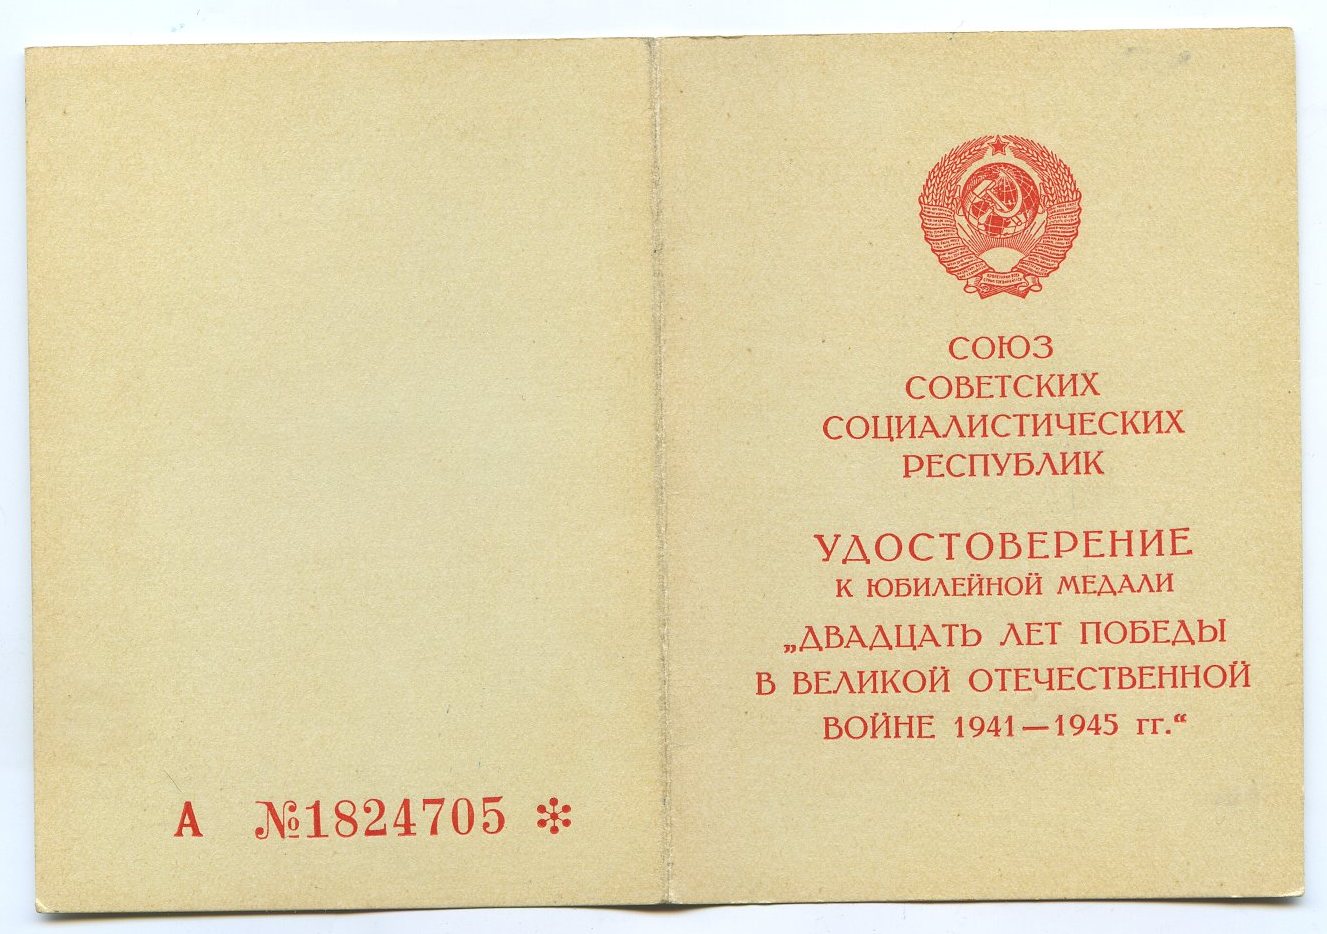 А №1824705
СОЮЗ
СОВЕТСКИХ
СОЦИАЛИСТИЧЕСКИХ
РЕСПУБЛИК
УДОСТОВЕРЕНИЕ
К ЮБИЛЕЙНОЙ МЕДАЛИ
„ДВАДЦАТЬ ЛЕТ ПОБЕДЫ
В ВЕЛИКОЙ ОТЕЧЕСТВЕННОЙ
ВОЙНЕ 1941—1945 гг.“